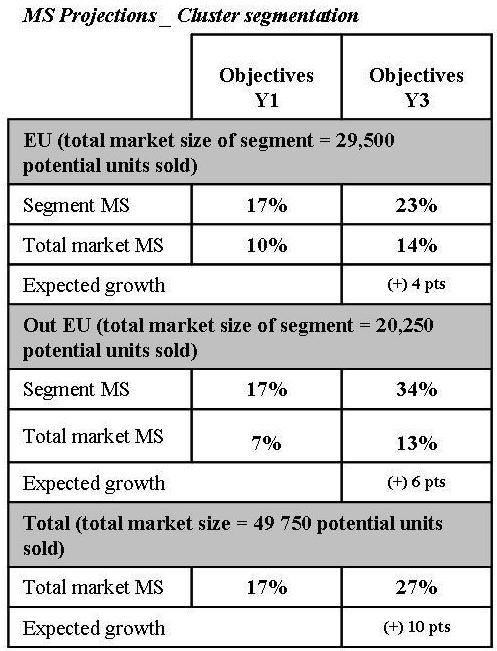 MS Projections _ Cluster segmentation
Objectives Objectives
Y1 Y3
EU (total market size of segment = 29,500
potential units sold)
Segment MS 17% 23%
Total market MS 10% 14%
Expected growth (+) 4 pts
Out EU (total market size of segment = 20,250
potential units sold)
Segment MS 17% 34%
Total market MS 7% 13%
Expected growth (+) 6 pts
Total (total market size = 49 750 potential units
sold)
Total market MS 17% 27%
Expected growth (+) 10 pts